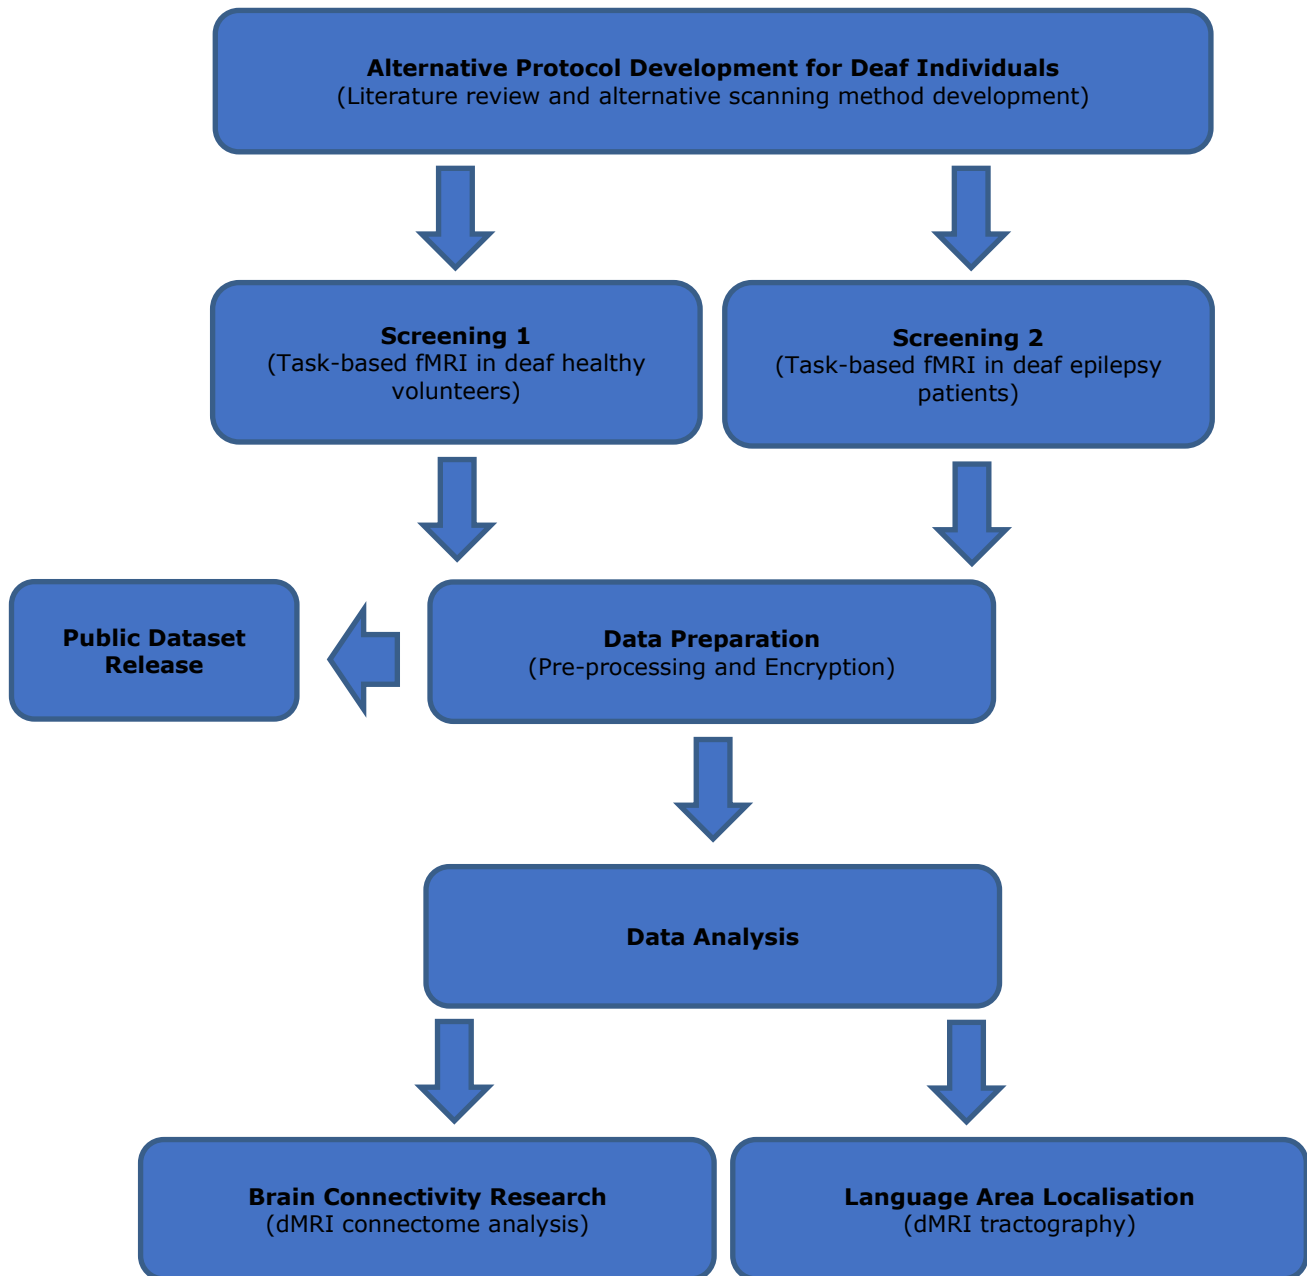 Alternative Protocol Development for Deaf Individuals
(Literature review and alternative scanning method development)
Screening 1
(Task-based fMRI in deaf healthy
volunteers)
Screening 2
(Task-based fMRI in deaf epilepsy
patients)
Public Dataset
Release
Data Preparation
(Pre-processing and Encryption)
Data Analysis
Brain Connectivity Research
(dMRI connectome analysis)
Language Area Localisation
(dMRI tractography)